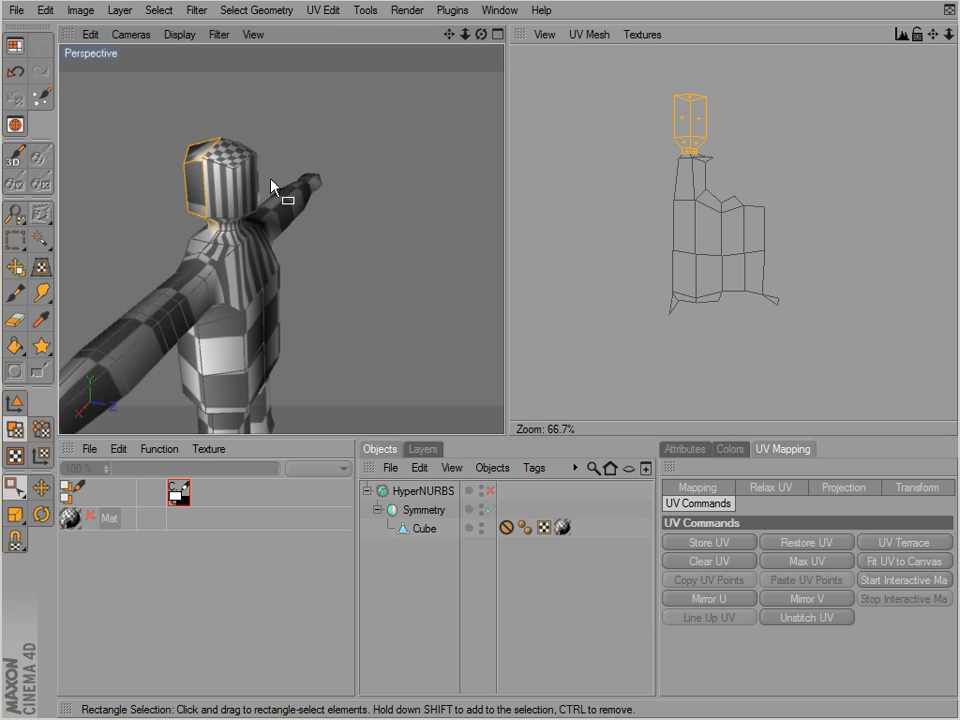 File Edit Image Layer Select Filter Select Geometry UV Edit Tools Render Plugins Window Help
Edit Cameras Display Filter View
View UV Mesh Textures
Perspective
3D
Y
X Z
Zoom: 66.7%
File Edit Function Texture
100 %
Mat
Objects Layers
File Edit View Objects Tags
HyperNURBS
Symmetry
Cube
Attributes Colors UV Mapping
Mapping Relax UV Projection Transform
UV Commands
UV Commands
Store UV Restore UV UV Terrace
Clear UV Max UV Fit UV to Canvas
Copy UV Points Paste UV Points Start Interactive Ma
Mirror U Mirror V Stop Interactive Ma
Line Up UV Unstitch UV
MAXON
CINEMA 4D
Rectangle Selection: Click and drag to rectangle-select elements. Hold down SHIFT to add to the selection, CTRL to remove.